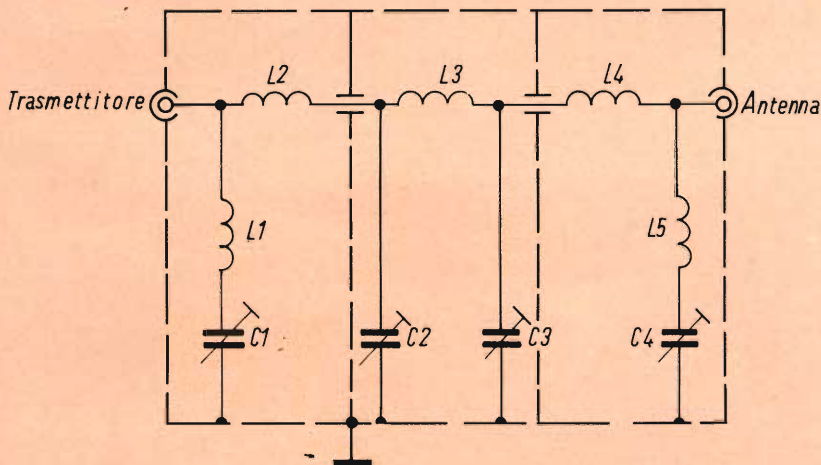 L2
L3
L4
Trasmettitore
Antenna
L1
L5
C1
C2
C3
C4